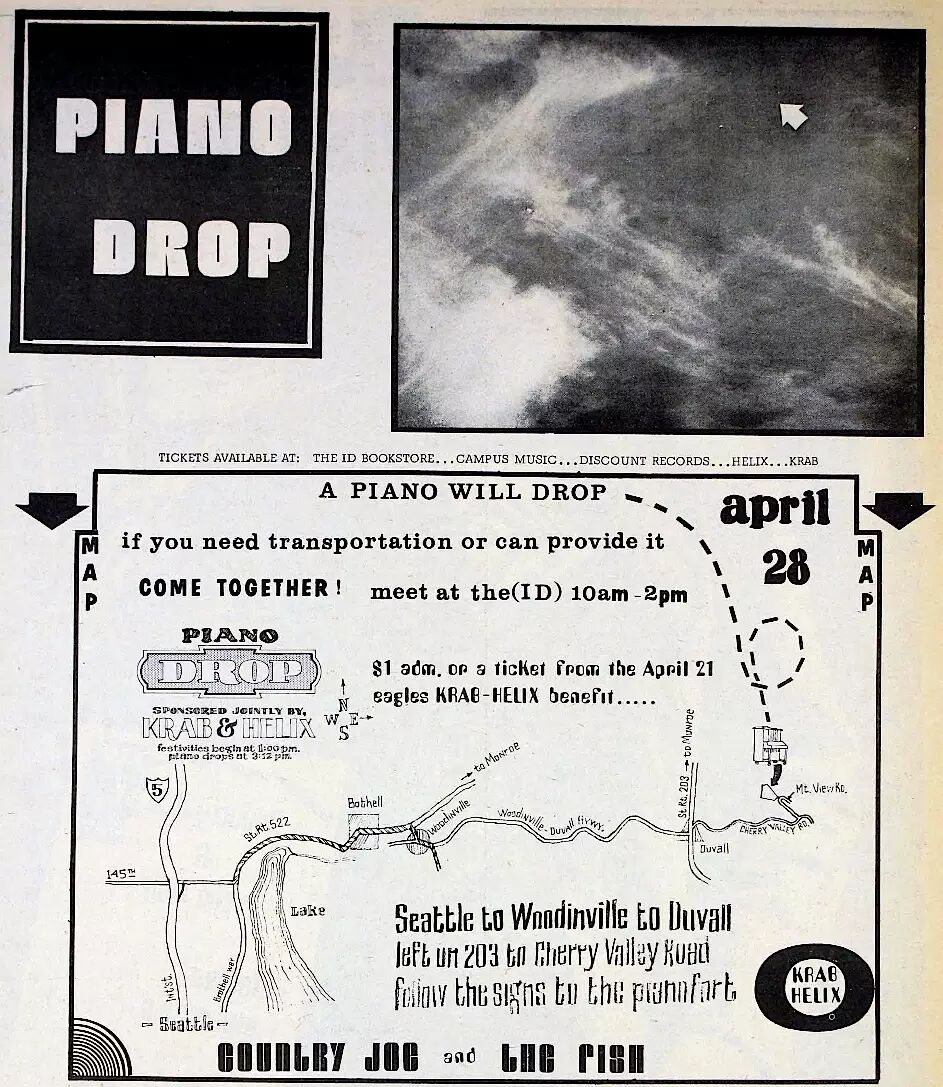 PIANO
DROP
TICKETS AVAILABLE AT: THE ID BOOKSTORE...CAMPUS MUSIC...DISCOUNT RECORDS...HELIX...KRAB
A PIANO WILL DROP
april
28
if you need transportation or can provide it
MAP
MAP
COME TOGETHER!
meet at the (ID) 10am - 2pm
PIANO
DROP
SPONSORED JOINTLY BY,
KRAB & HELIX
festivities begin at 1:00 pm.
piano drops at 3:12 pm.
$1 adm. or a ticket from the April 21
eagles KRAB-HELIX benefit.....
N
W E
S
to Monroe
to Monroe
5
St. Rt. 522
Bothell
Woodinville
Woodinville-Duvall Hwy.
St. Rt. 203
Mt. View Rd.
CHERRY VALLEY RD.
Duvall
145TH
Lake
Int. St.
Bothell way
- Seattle -
Seattle to Woodinville to Duvall
left on 203 to Cherry Valley Road
follow the signs to the pianofort
KRAB
HELIX
COUNTRY JOE and THE FISH